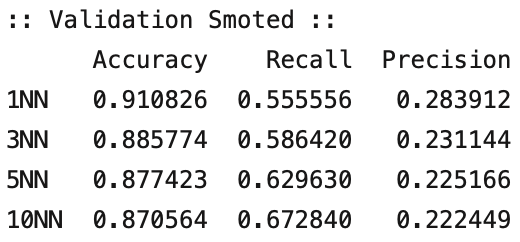 :: Validation Smoted ::
Accuracy Recall Precision
1NN 0.910826 0.555556 0.283912
3NN 0.885774 0.586420 0.231144
5NN 0.877423 0.629630 0.225166
10NN 0.870564 0.672840 0.222449